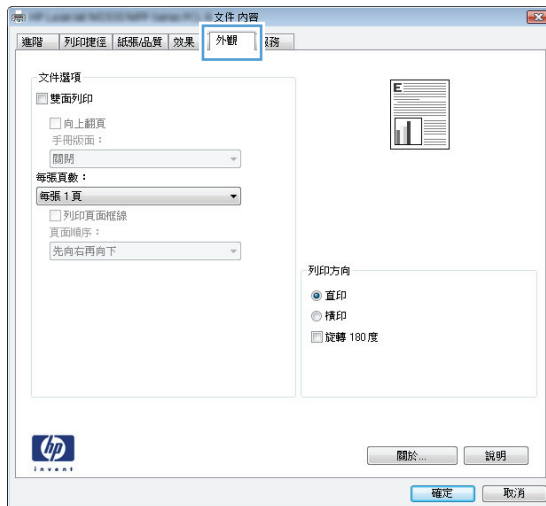 文件 內容
進階 列印捷徑 紙張/品質 效果 外觀 服務
文件選項
雙面列印
向上翻頁
手冊版面：
關閉
每張頁數：
每張 1 頁
列印頁面框線
頁面順序：
先向右再向下
E
列印方向
直印
橫印
旋轉 180 度
hp
invent
關於...
說明
確定
取消